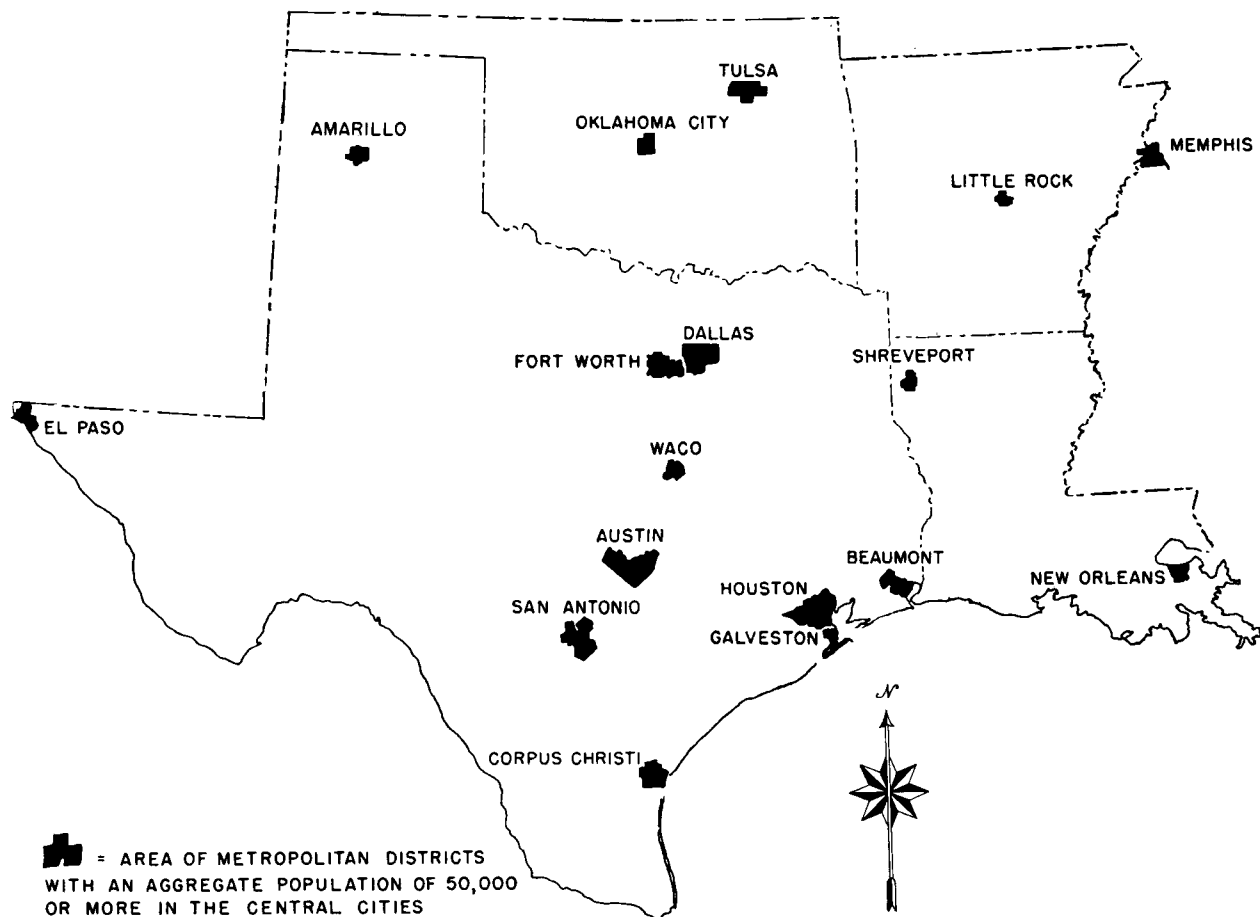 TULSA
OKLAHOMA CITY
AMARILLO
MEMPHIS
LITTLE ROCK
DALLAS
FORT WORTH
SHREVEPORT
EL PASO
WACO
AUSTIN
BEAUMONT
NEW ORLEANS
HOUSTON
SAN ANTONIO
GALVESTON
N
CORPUS CHRISTI
= AREA OF METROPOLITAN DISTRICTS
WITH AN AGGREGATE POPULATION OF 50,000
OR MORE IN THE CENTRAL CITIES